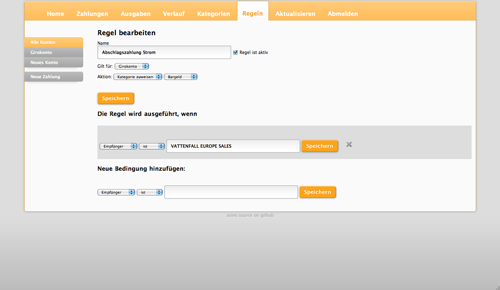 Home Zahlungen Ausgaben Verlauf Kategorien Regeln Aktualisieren Abmelden
Alle Konten
Girokonto
Neues Konto
Neue Zahlung
Regel bearbeiten
Name
Abschlagszahlung Strom Regel ist aktiv
Gilt für: Girokonto
Aktion: Kategorie zuweisen Bargeld
Speichern
Die Regel wird ausgeführt, wenn
Empfänger ist VATTENFALL EUROPE SALES Speichern
Neue Bedingung hinzufügen:
Empfänger ist Speichern